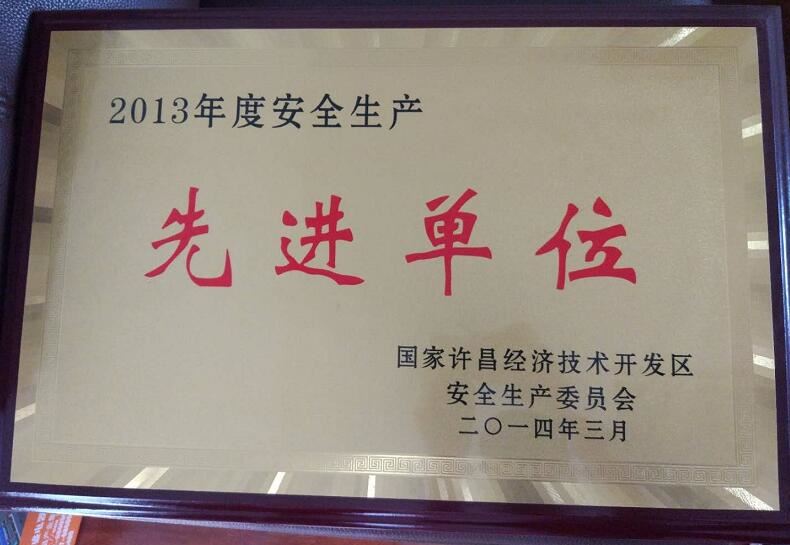 2013年度安全生产
先进单位
国家许昌经济技术开发区
安全生产委员会
二〇一四年三月